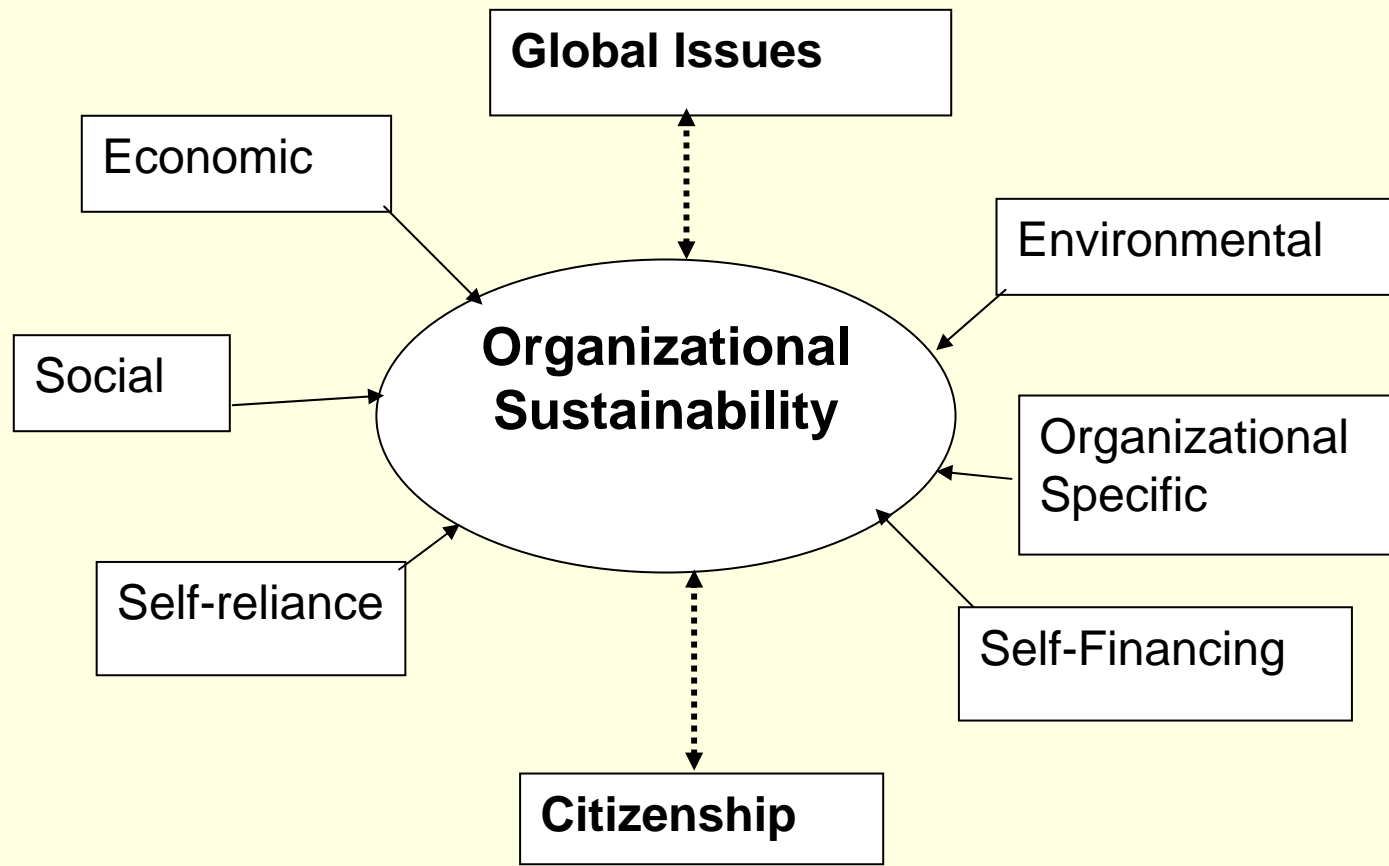 Global Issues
Economic
Environmental
Organizational
Sustainability
Social
Organizational
Specific
Self-reliance
Self-Financing
Citizenship